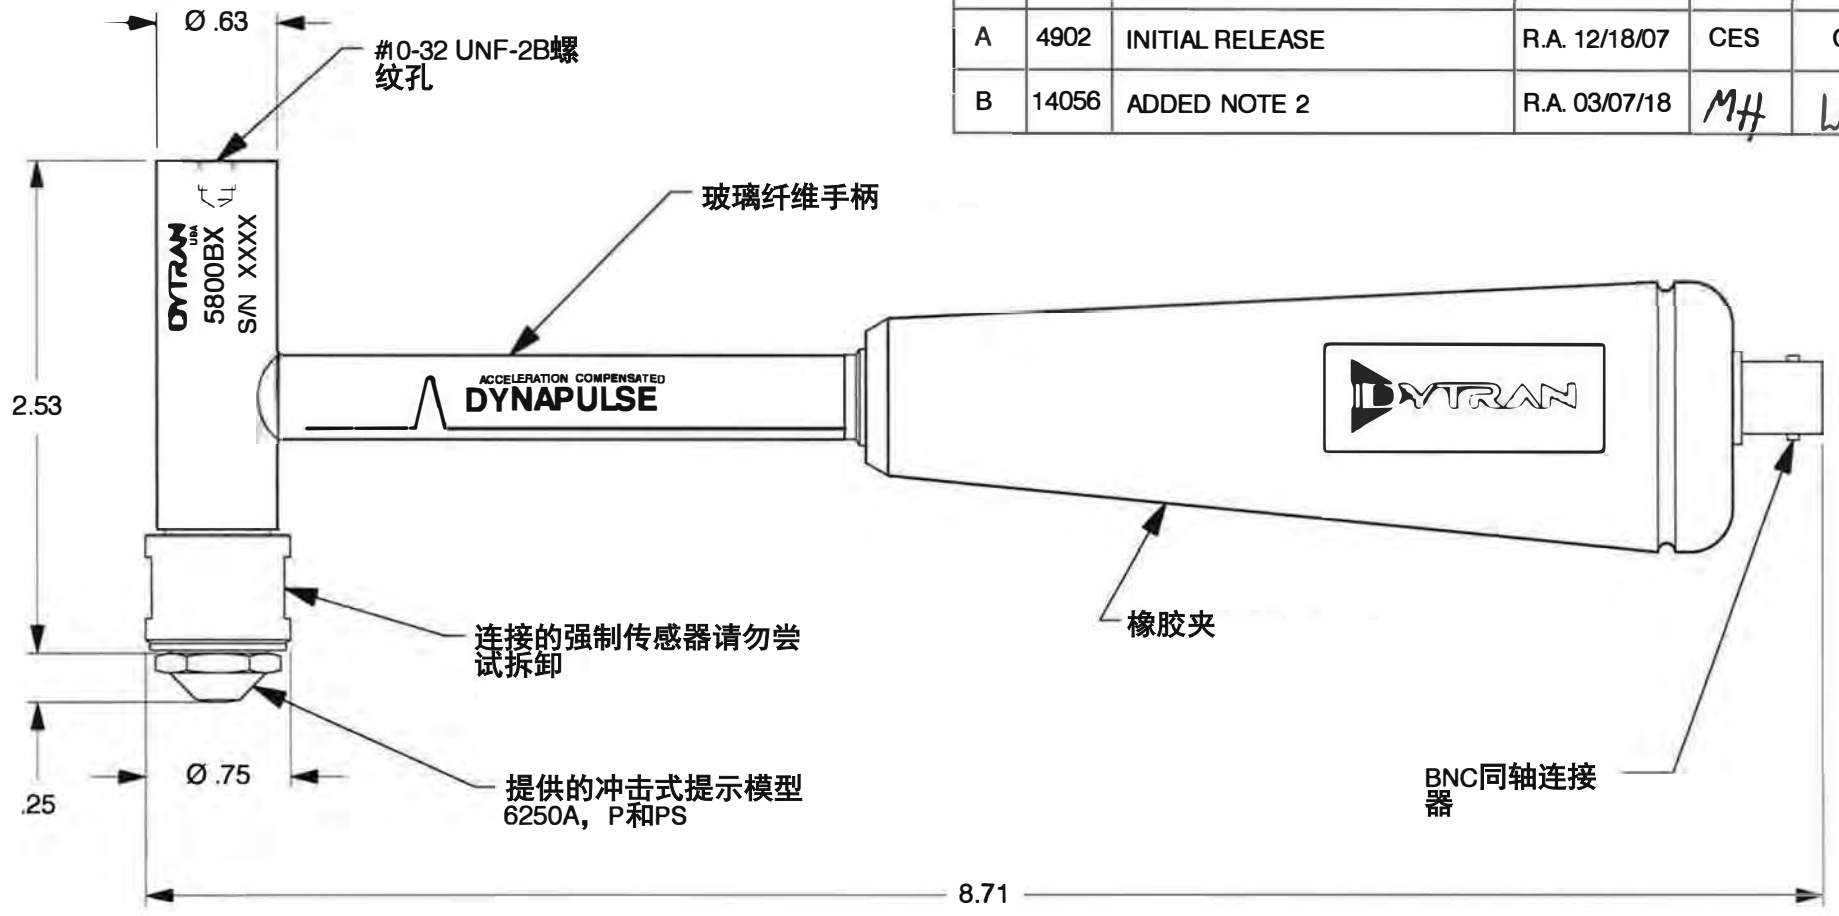 Ø .63
#10-32 UNF-2B螺
纹孔
A 4902 INITIAL RELEASE R.A. 12/18/07 CES
B 14056 ADDED NOTE 2 R.A. 03/07/18 MH
玻璃纤维手柄
DYTRAN
USA
5800BX
S/N XXXX
2.53
ACCELERATION COMPENSATED
DYNAPULSE
DYTRAN
连接的强制传感器请勿尝
试拆卸
橡胶夹
Ø .75
.25
提供的冲击式提示模型
6250A，P和PS
BNC同轴连接
器
8.71